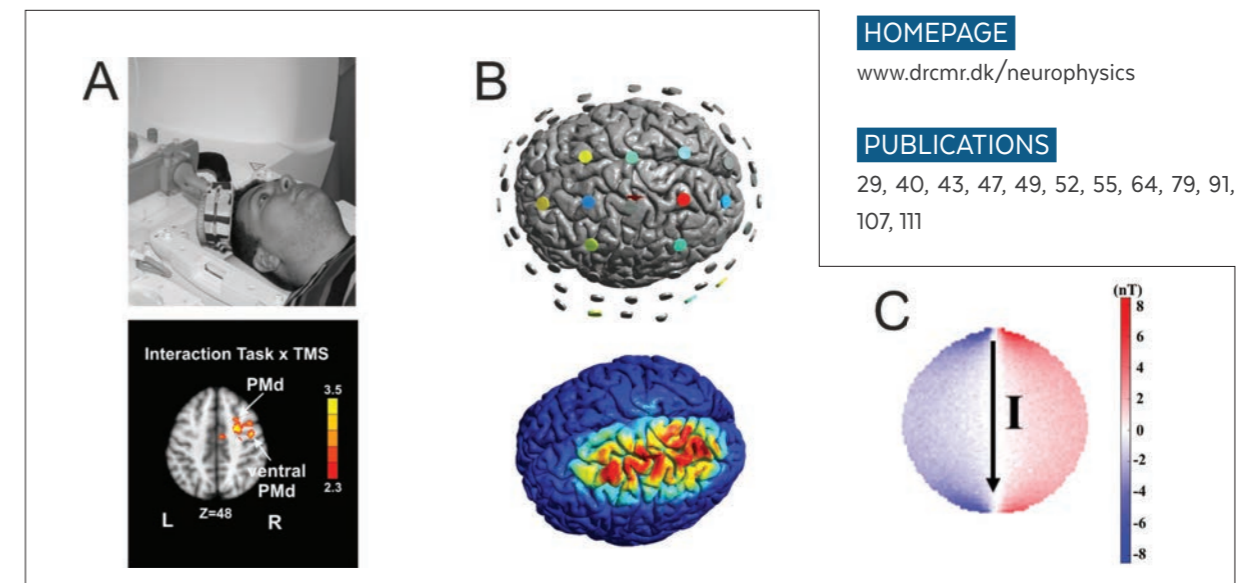 HOMEPAGE
www.drcmr.dk/neurophysics
PUBLICATIONS
29, 40, 43, 47, 49, 52, 55, 64, 79, 91,
107, 111
A
Interaction Task x TMS
PMd
3.5
ventral
PMd
2.3
L
Z=48
R
B
C
(nT)
8
6
4
2
0
-2
-4
-6
-8
I